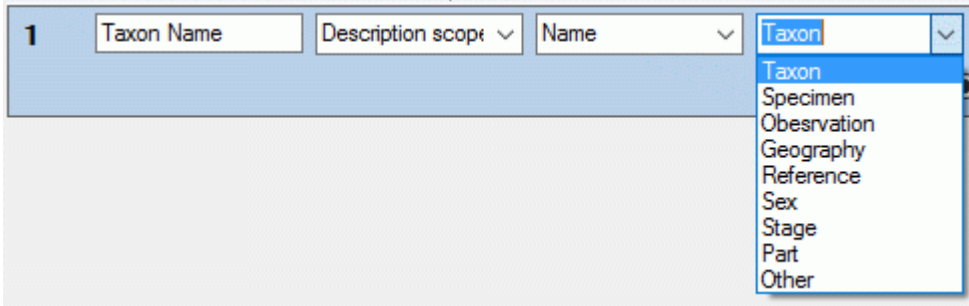 1 Taxon Name Description scope Name Taxon
Taxon
Specimen
Obesrvation
Geography
Reference
Sex
Stage
Part
Other